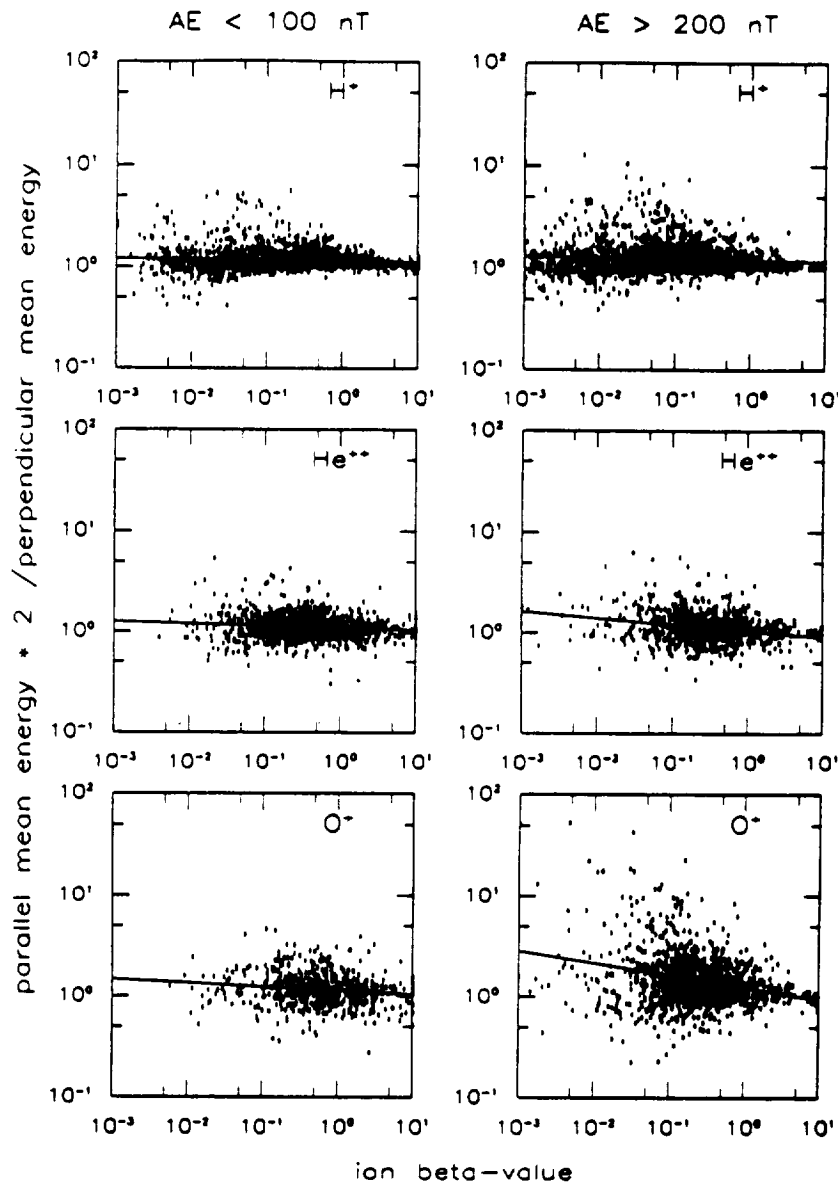 AE < 100 nT
AE > 200 nT
parallel mean energy * 2 /perpendicular mean energy
10² 10¹ 10⁰ 10⁻¹
H⁺
10⁻³ 10⁻² 10⁻¹ 10⁰ 10¹
10² 10¹ 10⁰ 10⁻¹
H⁺
10⁻³ 10⁻² 10⁻¹ 10⁰ 10¹
10² 10¹ 10⁰ 10⁻¹
He⁺⁺
10⁻³ 10⁻² 10⁻¹ 10⁰ 10¹
10² 10¹ 10⁰ 10⁻¹
He⁺⁺
10⁻³ 10⁻² 10⁻¹ 10⁰ 10¹
10² 10¹ 10⁰ 10⁻¹
O⁺
10⁻³ 10⁻² 10⁻¹ 10⁰ 10¹
10² 10¹ 10⁰ 10⁻¹
O⁺
10⁻³ 10⁻² 10⁻¹ 10⁰ 10¹
ion beta-value